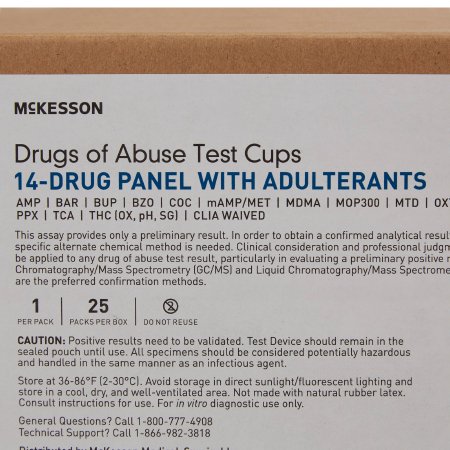 McKESSON
Drugs of Abuse Test Cups
14-DRUG PANEL WITH ADULTERANTS
AMP | BAR | BUP | BZO | COC | mAMP/MET | MDMA | MOP300 | MTD |
PPX | TCA | THC (OX, pH, SG) | CLIA WAIVED
This assay provides only a preliminary result. In order to obtain a confirmed analytical
specific alternate chemical method is needed. Clinical consideration and professional
be applied to any drug of abuse test result, particularly in evaluating a preliminary positive
Chromatography/Mass Spectrometry (GC/MS) and Liquid Chromatography/Mass
are the preferred confirmation methods.
1
PER PACK
25
PACKS PER BOX
2
DO NOT REUSE
CAUTION: Positive results need to be validated. Test Device should remain in the
sealed pouch until use. All specimens should be considered potentially hazardous
and handled in the same manner as an infectious agent.
Store at 36-86°F (2-30°C). Avoid storage in direct sunlight/fluorescent lighting and
store in a cool, dry, and well-ventilated area. Not made with natural rubber latex.
Consult instructions for use. For in vitro diagnostic use only.
General Questions? Call 1-800-777-4908
Technical Support? Call 1-866-982-3818
Distributed by McKesson Medical-Surgical